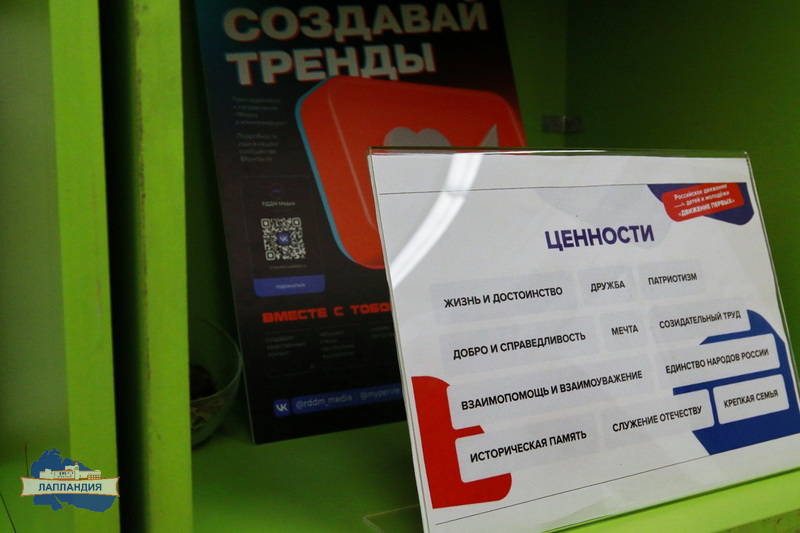 СОЗДАВАЙ
ТРЕНДЫ
РДДМ Медиа
ВМЕСТЕ С ТОБОЙ
@rddm_media
Российское движение
детей и молодёжи
«ДВИЖЕНИЕ ПЕРВЫХ»
ЦЕННОСТИ
ЖИЗНЬ И ДОСТОИНСТВО
ДРУЖБА
ПАТРИОТИЗМ
ДОБРО И СПРАВЕДЛИВОСТЬ
МЕЧТА
СОЗИДАТЕЛЬНЫЙ ТРУД
ВЗАИМОПОМОЩЬ И ВЗАИМОУВАЖЕНИЕ
ЕДИНСТВО НАРОДОВ РОССИИ
ИСТОРИЧЕСКАЯ ПАМЯТЬ
СЛУЖЕНИЕ ОТЕЧЕСТВУ
КРЕПКАЯ СЕМЬЯ
ЛАПЛАНДИЯ